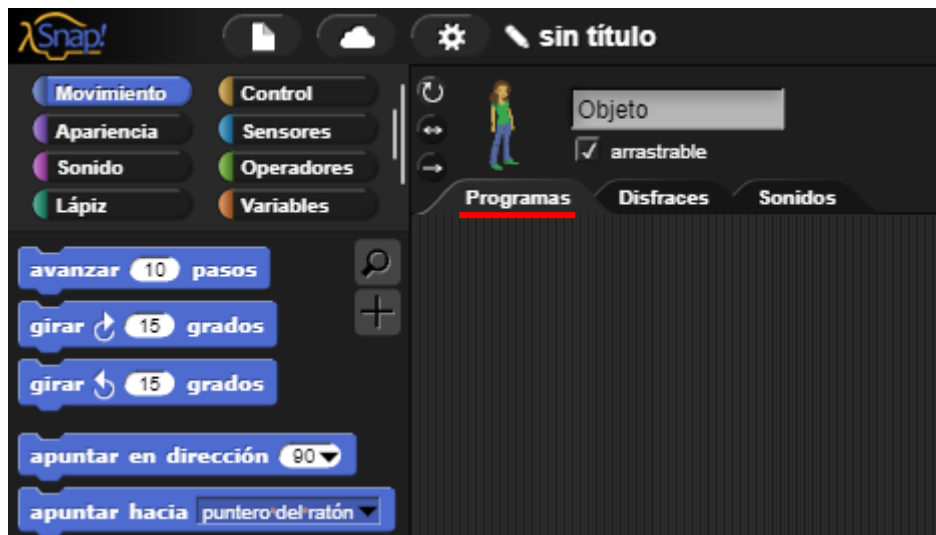 λSnap!
sin título
Movimiento Control
Apariencia Sensores
Sonido Operadores
Lápiz Variables
Objeto
arrastrable
Programas Disfraces Sonidos
avanzar 10 pasos
girar 15 grados
girar 15 grados
apuntar en dirección 90
apuntar hacia puntero del ratón